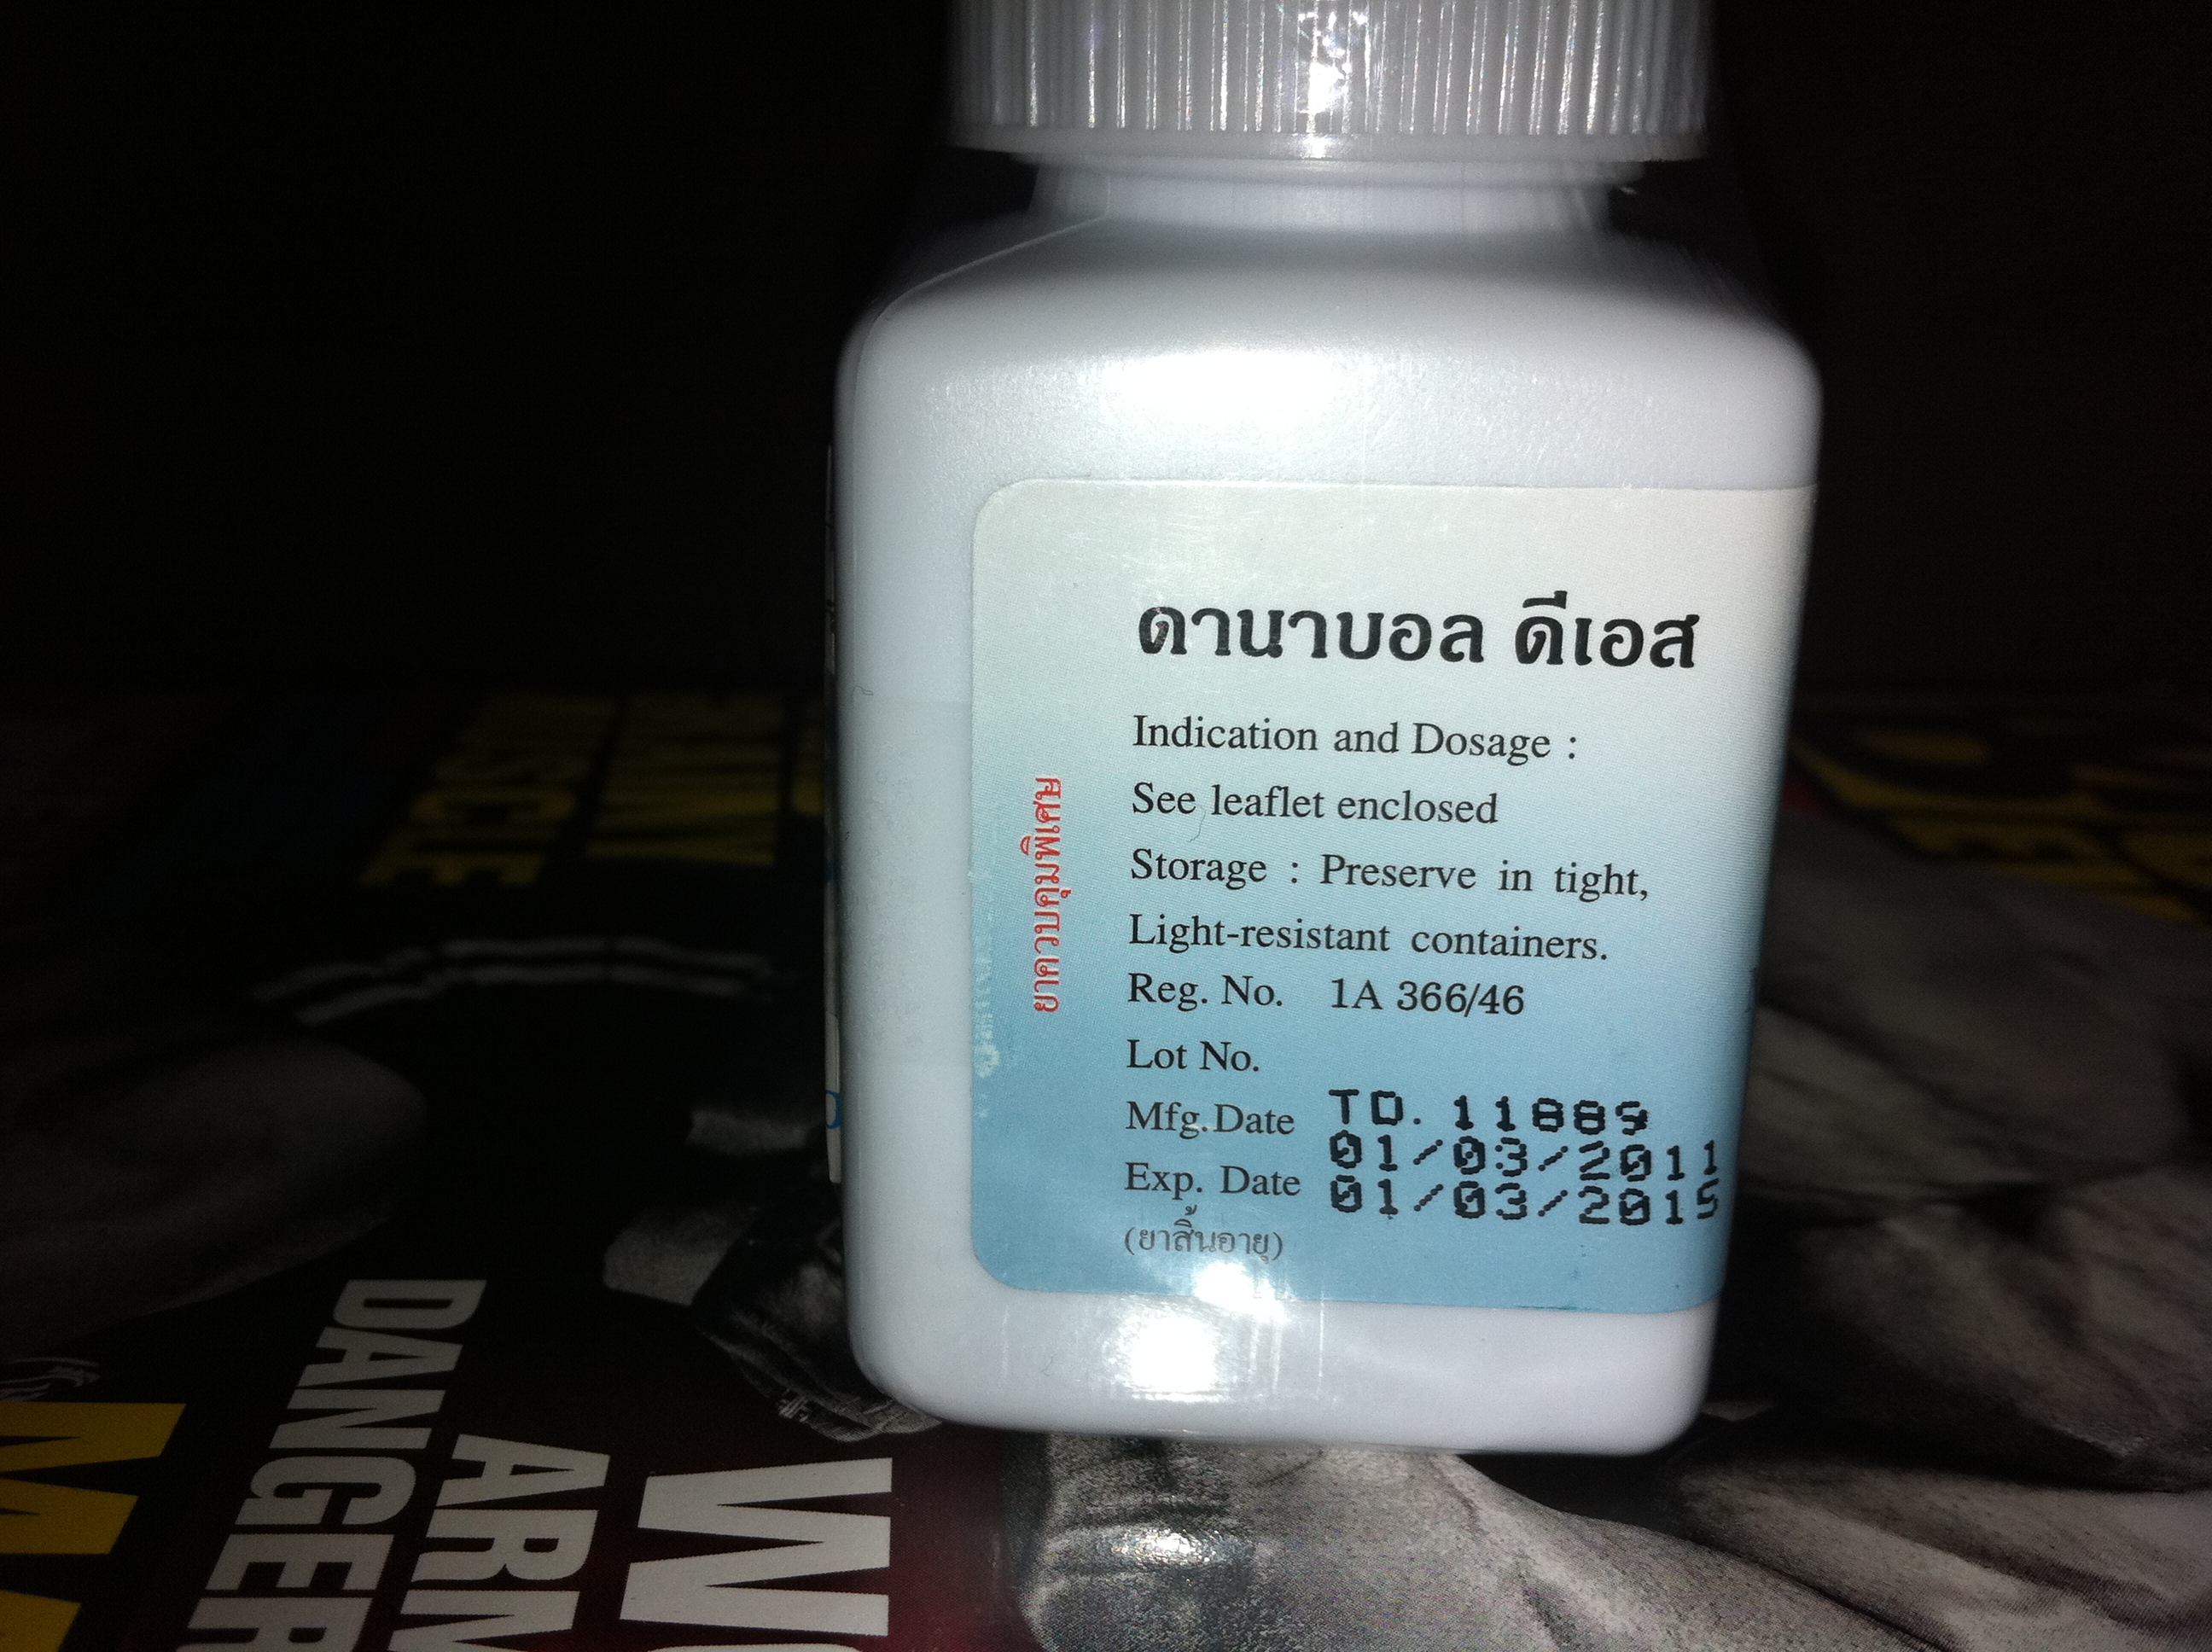 ดานาบอล ดีเอส
Indication and Dosage :
See leaflet enclosed
Storage : Preserve in tight,
Light-resistant containers.
Reg. No. 1A 366/46
Lot No.
Mfg.Date TD. 11889
01/03/2011
Exp. Date 01/03/2015
(ยาสิ้นอายุ)
ยาควบคุมพิเศษ
DANGER
ARM